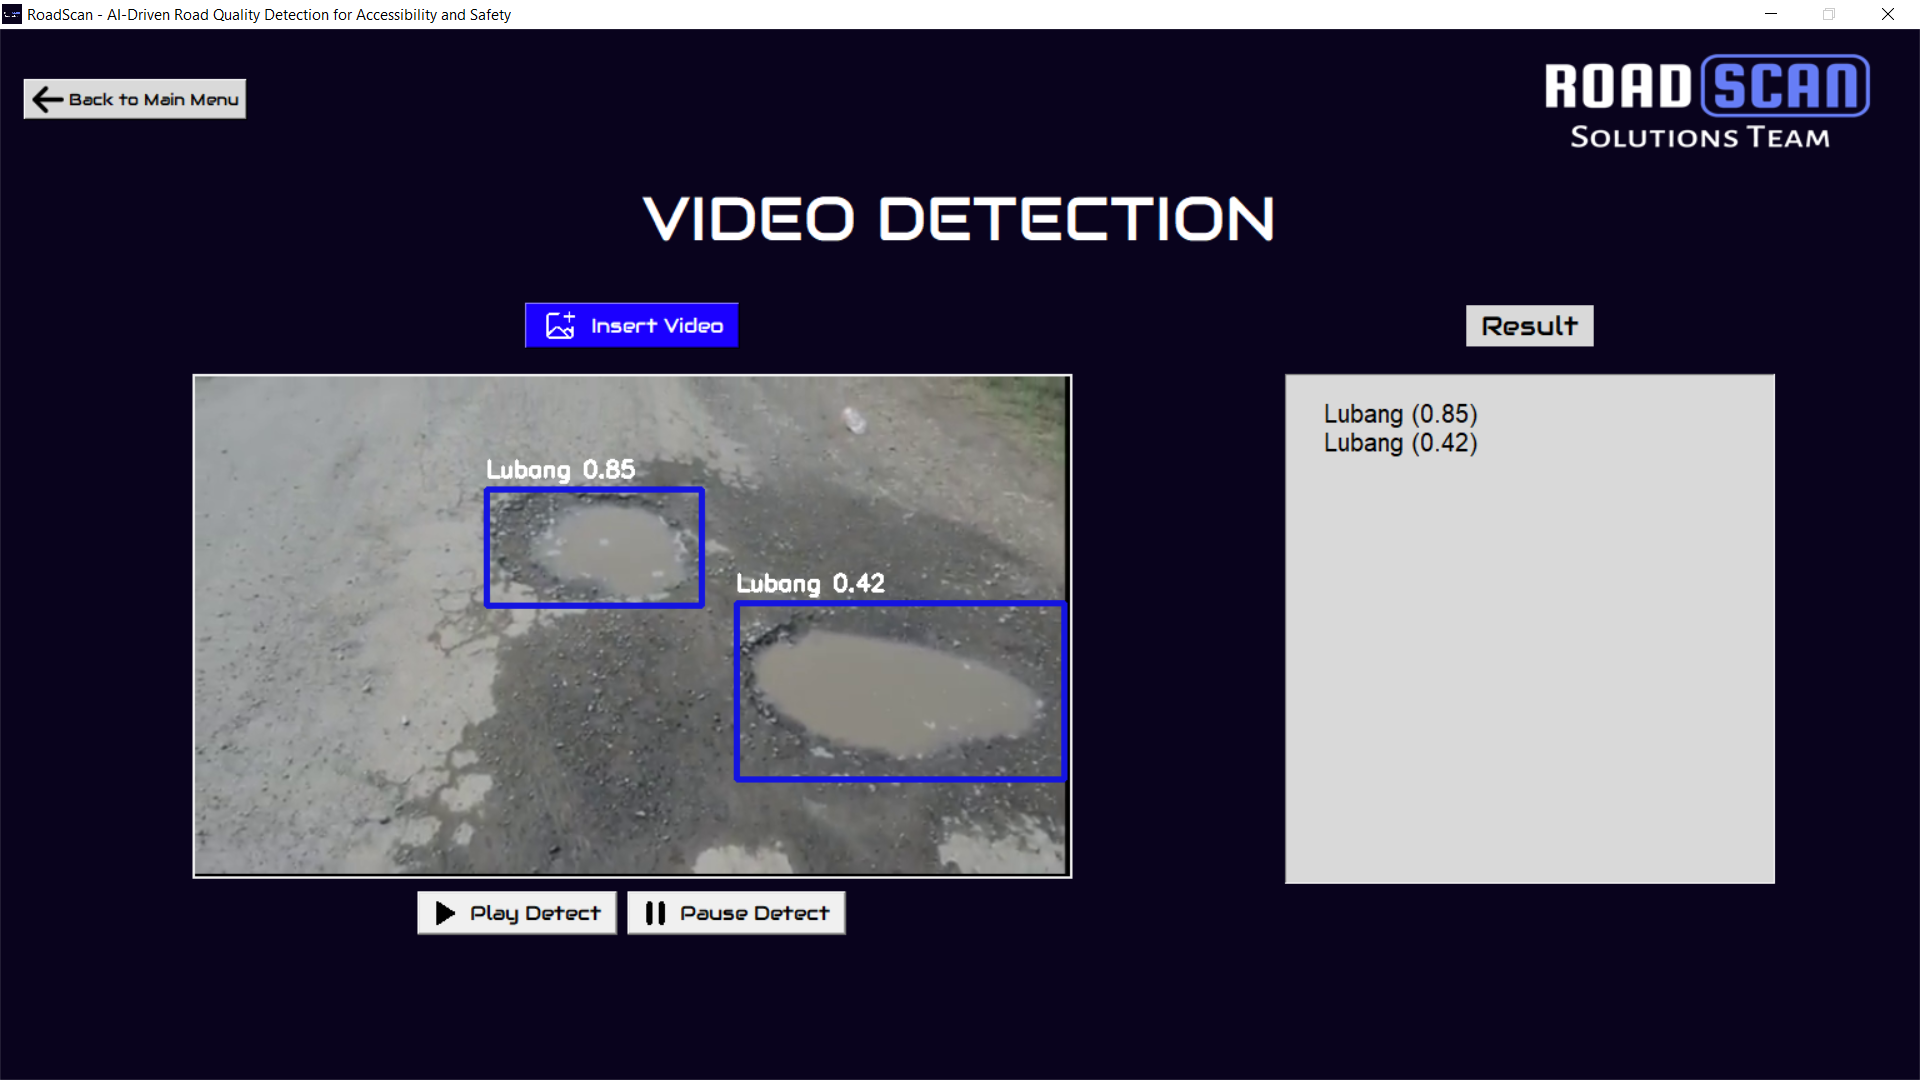 RoadScan - AI-Driven Road Quality Detection for Accessibility and Safety
Back to Main Menu
ROAD SCAN
SOLUTIONS TEAM
VIDEO DETECTION
Insert Video
Result
Lubang 0.85
Lubang 0.42
Lubang (0.85)
Lubang (0.42)
Play Detect
Pause Detect